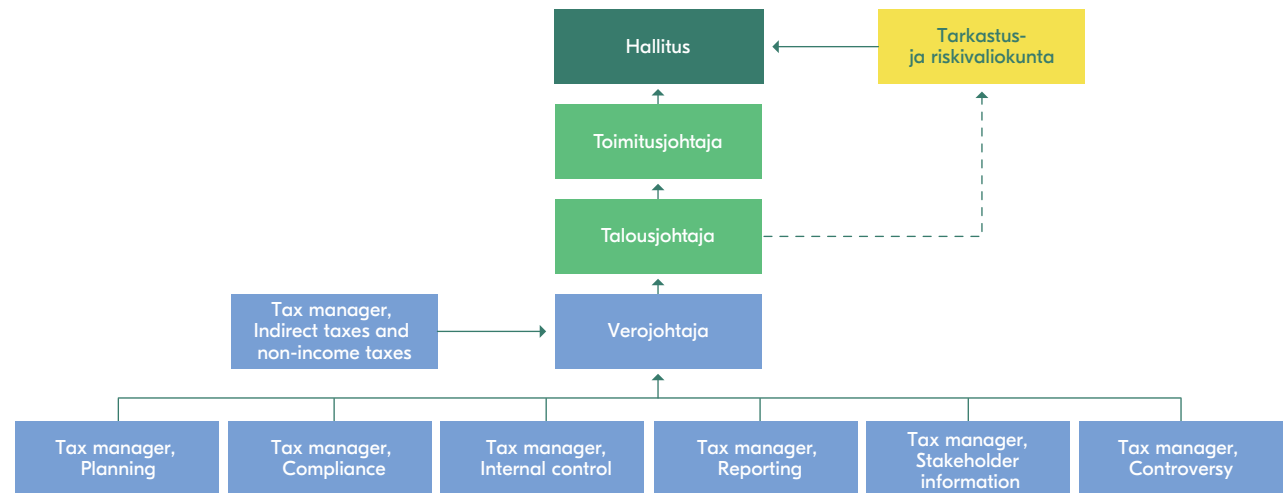 Hallitus
Tarkastus-
ja riskivaliokunta
Toimitusjohtaja
Talousjohtaja
Tax manager,
Indirect taxes and
non-income taxes
Verojohtaja
Tax manager,
Planning
Tax manager,
Compliance
Tax manager,
Internal control
Tax manager,
Reporting
Tax manager,
Stakeholder
information
Tax manager,
Controversy